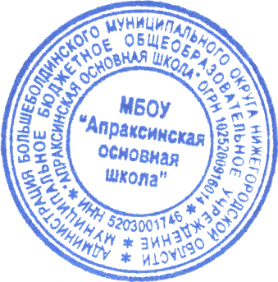 АДМИНИСТРАЦИЯ БОЛЬШЕБОЛДИНСКОГО МУНИЦИПАЛЬНОГО ОКРУГА НИЖЕГОРОДСКОЙ ОБЛАСТИ
МУНИЦИПАЛЬНОЕ БЮДЖЕТНОЕ ОБЩЕОБРАЗОВАТЕЛЬНОЕ УЧРЕЖДЕНИЕ
"АПРАКСИНСКАЯ ОСНОВНАЯ ШКОЛА" ОГРН 1025200916014 * ИНН 5203001746 *
МБОУ
"Апраксинская
основная
школа"